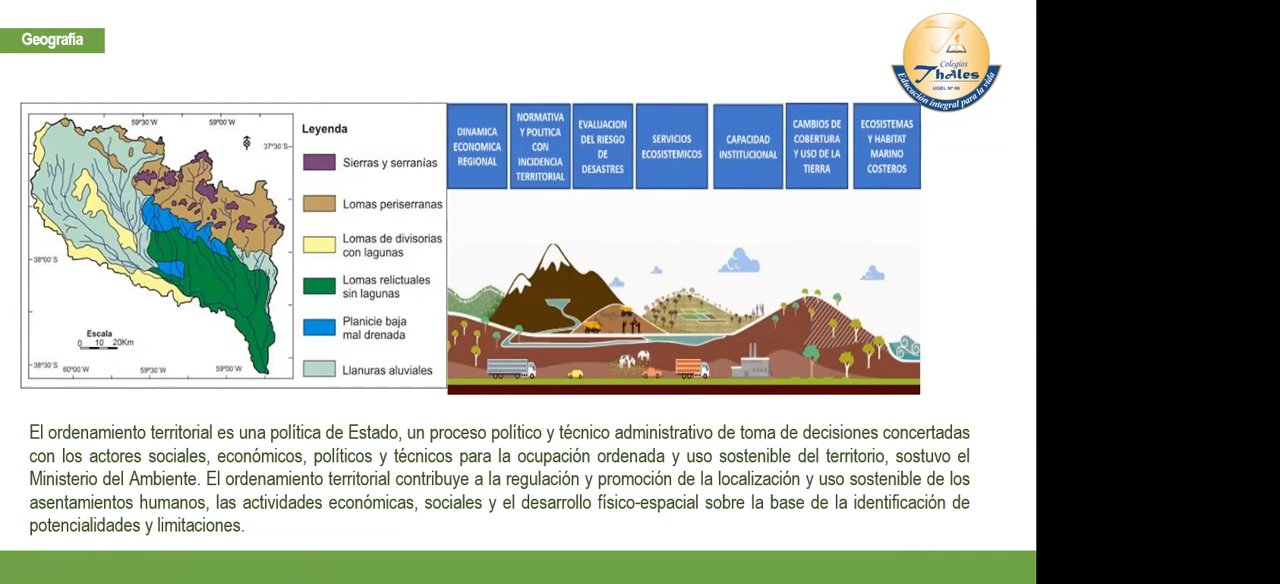 Geografía
Colegios
Thales
UGEL Nº 06
Educación integral para la vida
59°30´W
59°00´W
37°30´S
38°00´S
38°30´S
60°00´W
59°30´W
59°00´W
Escala
0 10 20Km
Leyenda
Sierras y serranías
Lomas periserranas
Lomas de divisorias
con lagunas
Lomas relictuales
sin lagunas
Planicie baja
mal drenada
Llanuras aluviales
DINAMICA
ECONOMICA
REGIONAL
NORMATIVA
Y POLITICA
CON
INCIDENCIA
TERRITORIAL
EVALUACION
DEL RIESGO
DE
DESASTRES
SERVICIOS
ECOSISTEMICOS
CAPACIDAD
INSTITUCIONAL
CAMBIOS DE
COBERTURA
Y USO DE LA
TIERRA
ECOSISTEMAS
Y HABITAT
MARINO
COSTEROS
El ordenamiento territorial es una política de Estado, un proceso político y técnico administrativo de toma de decisiones concertadas
con los actores sociales, económicos, políticos y técnicos para la ocupación ordenada y uso sostenible del territorio, sostuvo el
Ministerio del Ambiente. El ordenamiento territorial contribuye a la regulación y promoción de la localización y uso sostenible de los
asentamientos humanos, las actividades económicas, sociales y el desarrollo físico-espacial sobre la base de la identificación de
potencialidades y limitaciones.